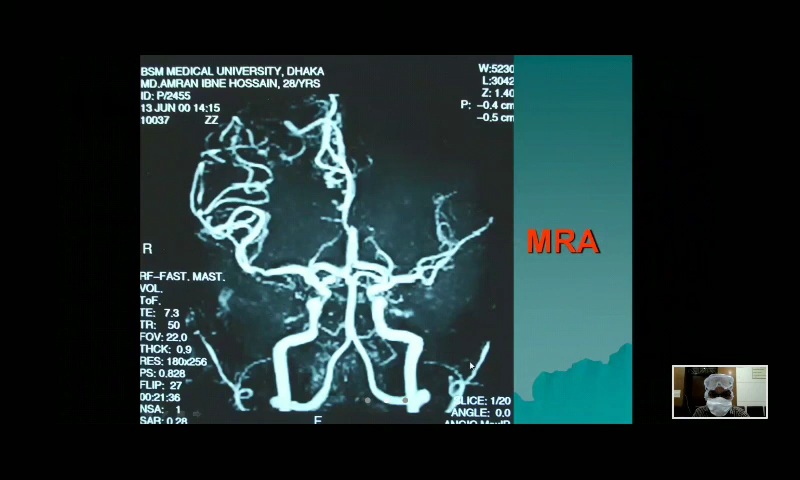 BSM MEDICAL UNIVERSITY, DHAKA
MD.AMRAN IBNE HOSSAIN, 28/YRS
ID: P/2455
13 JUN 00 14:15
10037 ZZ
W:5230
L:3042
Z: 1.40
P: -0.4 cm
-0.5 cm
R
MRA
RF-FAST. MAST.
VOL.
ToF.
TE: 7.3
TR: 50
FOV: 22.0
THCK: 0.9
RES: 180x256
PS: 0.828
FLIP: 27
00:21:36
NSA: 1
SAR: 0.28
SLICE: 1/20
ANGLE: 0.0
F